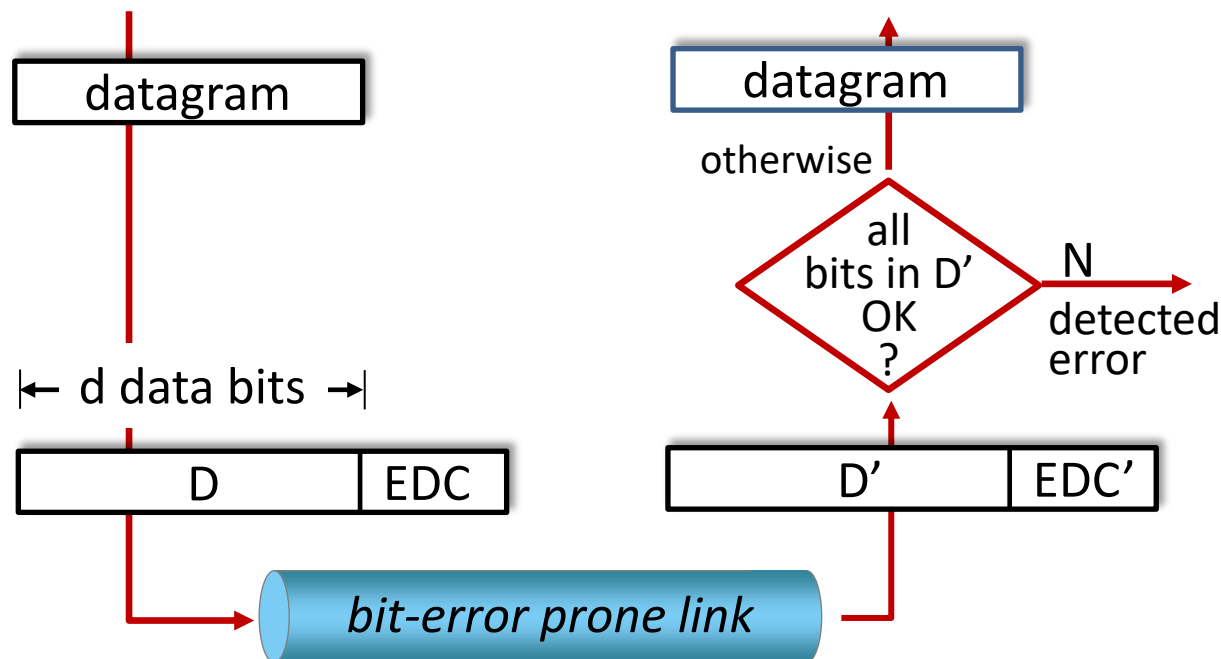 datagram
d data bits
D
EDC
bit-error prone link
datagram
otherwise
all
bits in D’
OK
?
N
detected
error
D’
EDC’